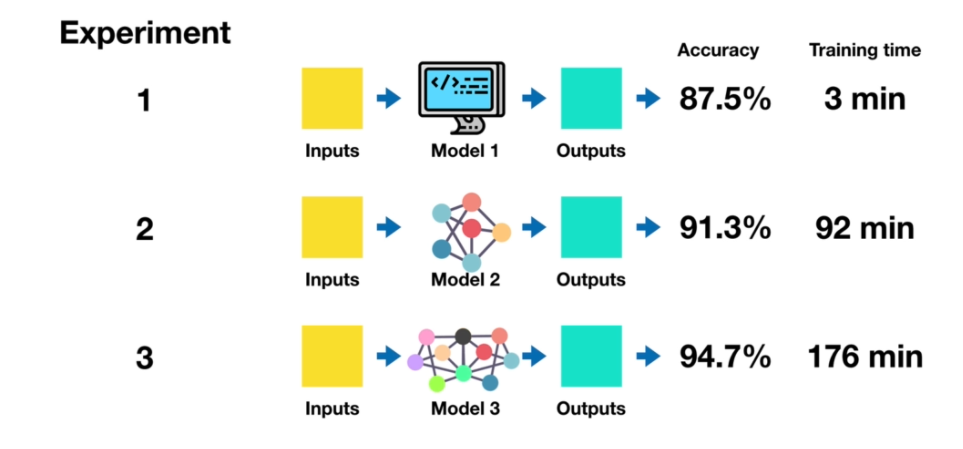 Experiment
Accuracy Training time
1 87.5% 3 min
Inputs Model 1 Outputs
2 91.3% 92 min
Inputs Model 2 Outputs
3 94.7% 176 min
Inputs Model 3 Outputs